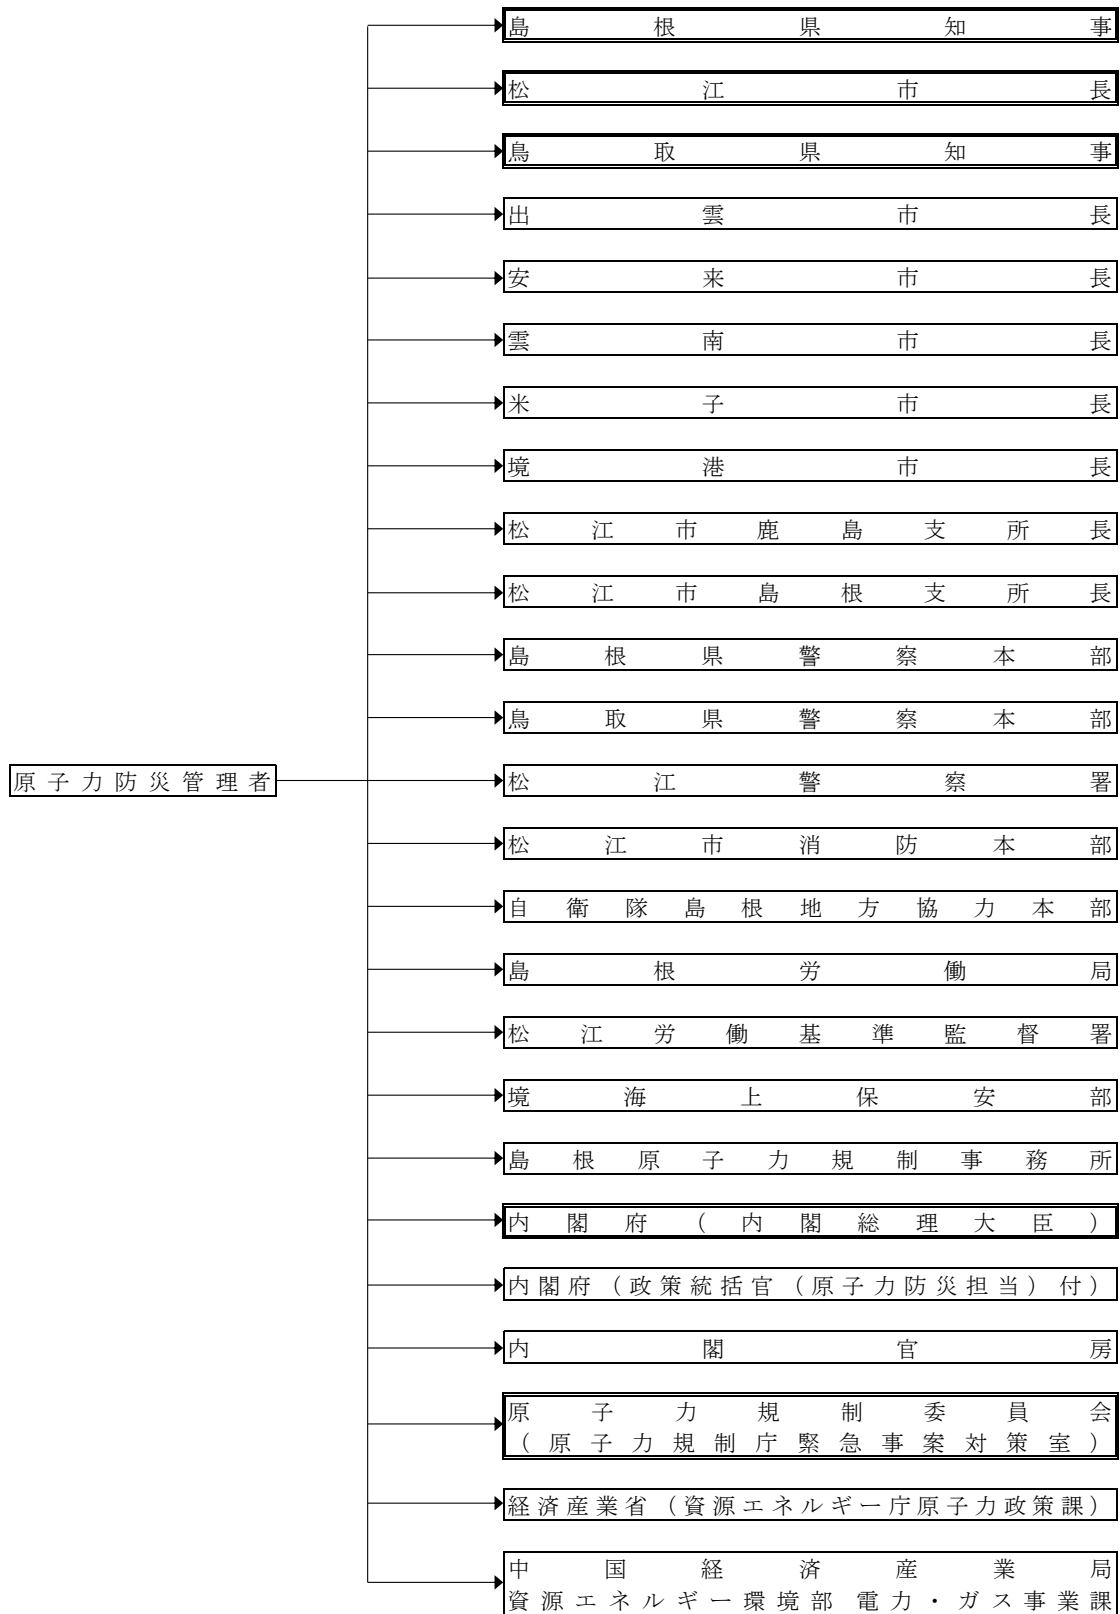 島根県知事
松江市長
鳥取県知事
出雲市長
安来市長
雲南市長
米子市長
境港市長
松江市鹿島支所長
松江市島根支所長
島根県警察本部
鳥取県警察本部
原子力防災管理者
松江警察署
松江市消防本部
自衛隊島根地方協力本部
島根労働局
松江労働基準監督署
境海上保安部
島根原子力規制事務所
内閣府（内閣総理大臣）
内閣府（政策統括官（原子力防災担当）付）
内閣官房
原子力規制委員会
（原子力規制庁緊急事案対策室）
経済産業省（資源エネルギー庁原子力政策課）
中国経済産業局
資源エネルギー環境部 電力・ガス事業課